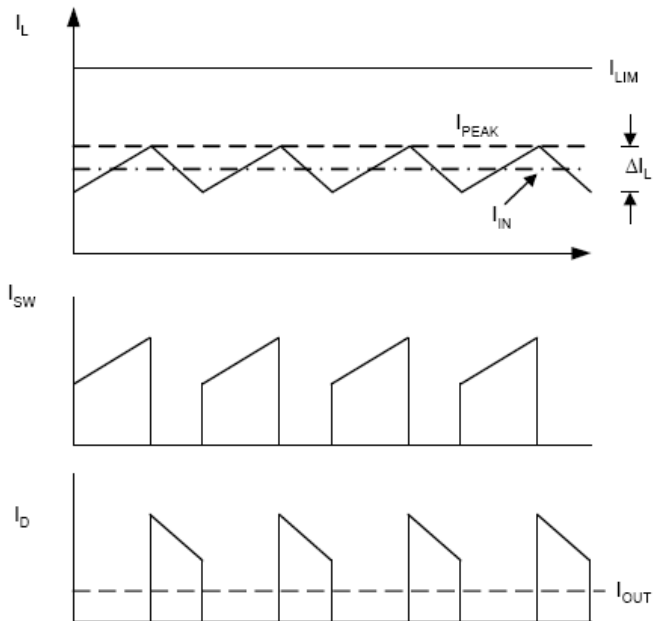 I_L
I_LIM
I_PEAK
ΔI_L
I_IN
I_SW
I_D
I_OUT